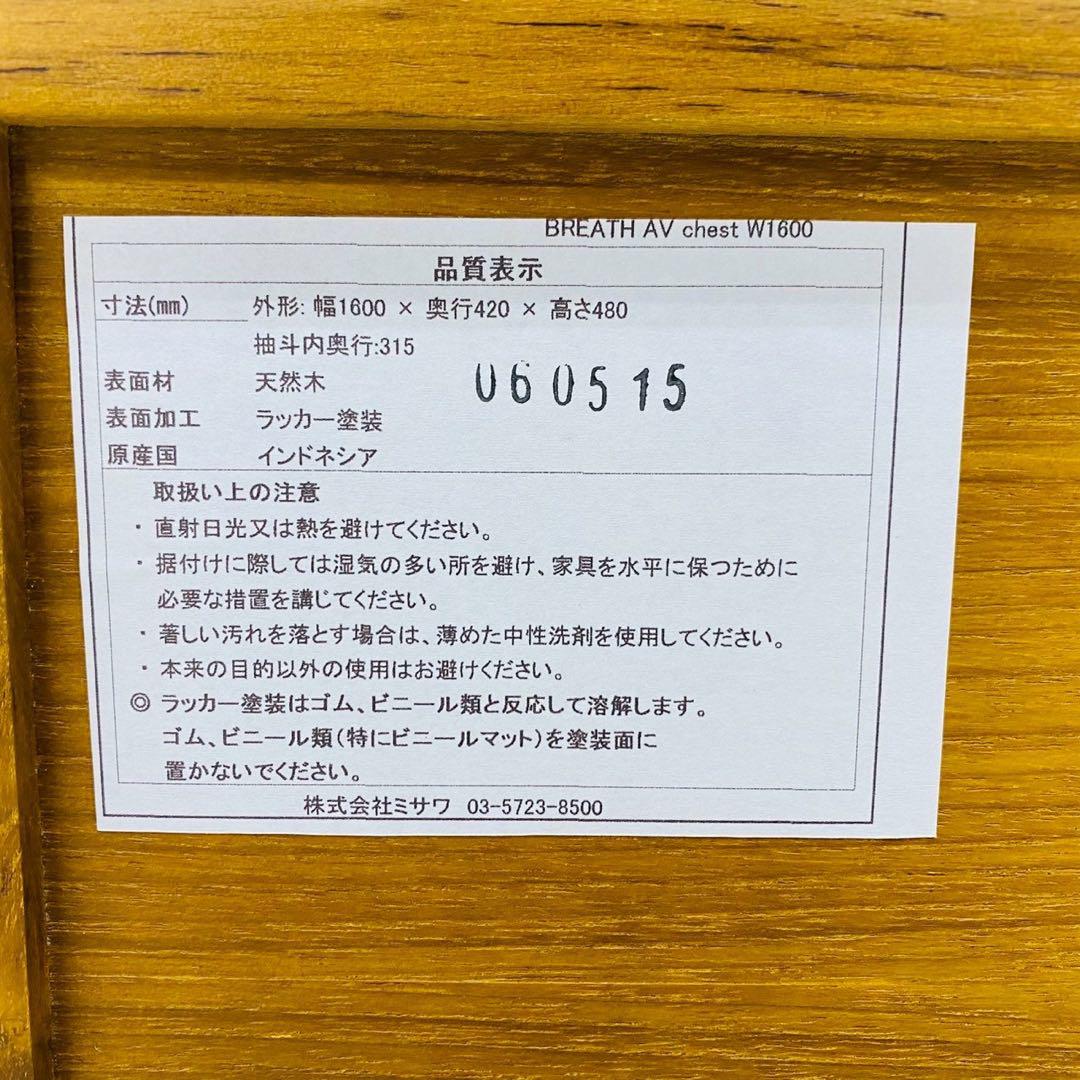 BREATH AV chest W1600
品質表示
寸法(mm) 外形: 幅1600 × 奥行420 × 高さ480
抽斗内奥行:315
表面材 天然木 060515
表面加工 ラッカー塗装
原産国 インドネシア
取扱い上の注意
・ 直射日光又は熱を避けてください。
・ 据付けに際しては湿気の多い所を避け、家具を水平に保つために
必要な措置を講じてください。
・ 著しい汚れを落とす場合は、薄めた中性洗剤を使用してください。
・ 本来の目的以外の使用はお避けください。
◎ ラッカー塗装はゴム、ビニール類と反応して溶解します。
ゴム、ビニール類(特にビニールマット)を塗装面に
置かないでください。
株式会社ミサワ 03-5723-8500